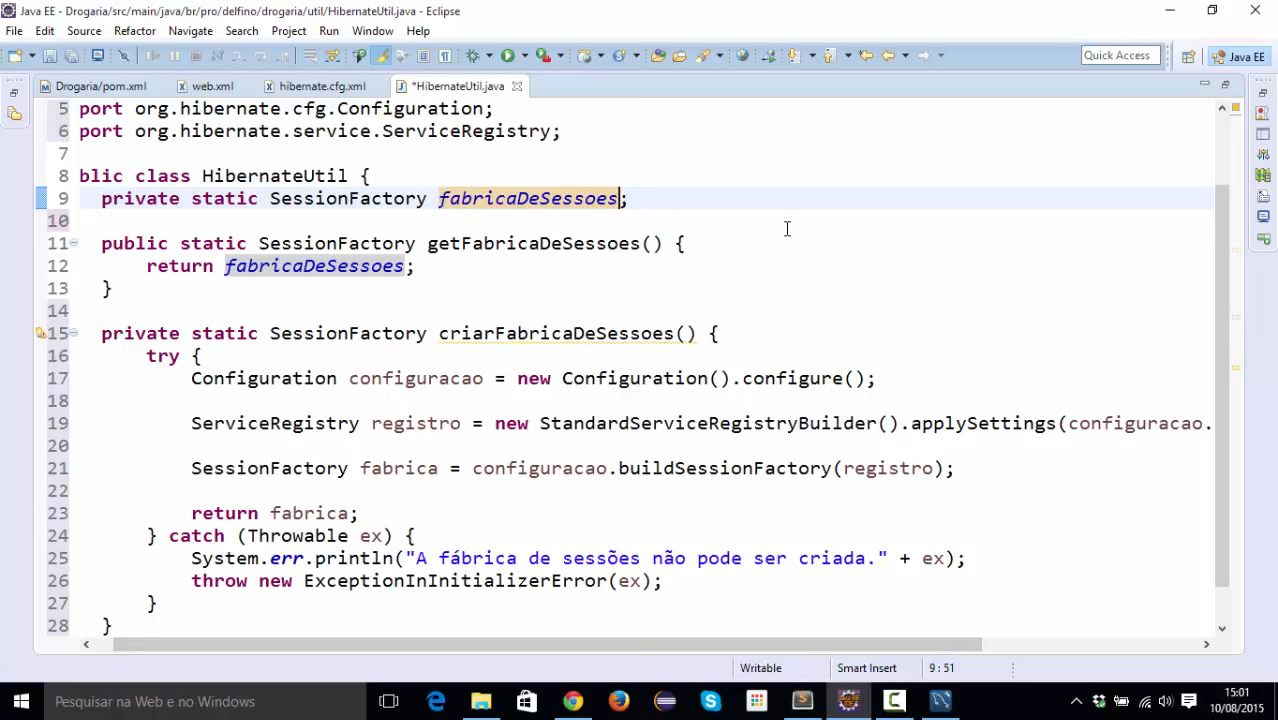 Java EE - Drogaria/src/main/java/br/pro/delfino/drogaria/util/HibernateUtil.java - Eclipse
File Edit Source Refactor Navigate Search Project Run Window Help
Quick Access
Java EE
Drogaria/pom.xml web.xml hibernate.cfg.xml *HibernateUtil.java
5 port org.hibernate.cfg.Configuration;
6 port org.hibernate.service.ServiceRegistry;
7
8 blic class HibernateUtil {
9 private static SessionFactory fabricaDeSessoes;
10
11 public static SessionFactory getFabricaDeSessoes() {
12 return fabricaDeSessoes;
13 }
14
15 private static SessionFactory criarFabricaDeSessoes() {
16 try {
17 Configuration configuracao = new Configuration().configure();
18
19 ServiceRegistry registro = new StandardServiceRegistryBuilder().applySettings(configuracao.
20
21 SessionFactory fabrica = configuracao.buildSessionFactory(registro);
22
23 return fabrica;
24 } catch (Throwable ex) {
25 System.err.println("A fábrica de sessões não pode ser criada." + ex);
26 throw new ExceptionInInitializerError(ex);
27 }
28 }
Writable Smart Insert 9 : 51
Pesquisar na Web e no Windows
15:01
10/08/2015